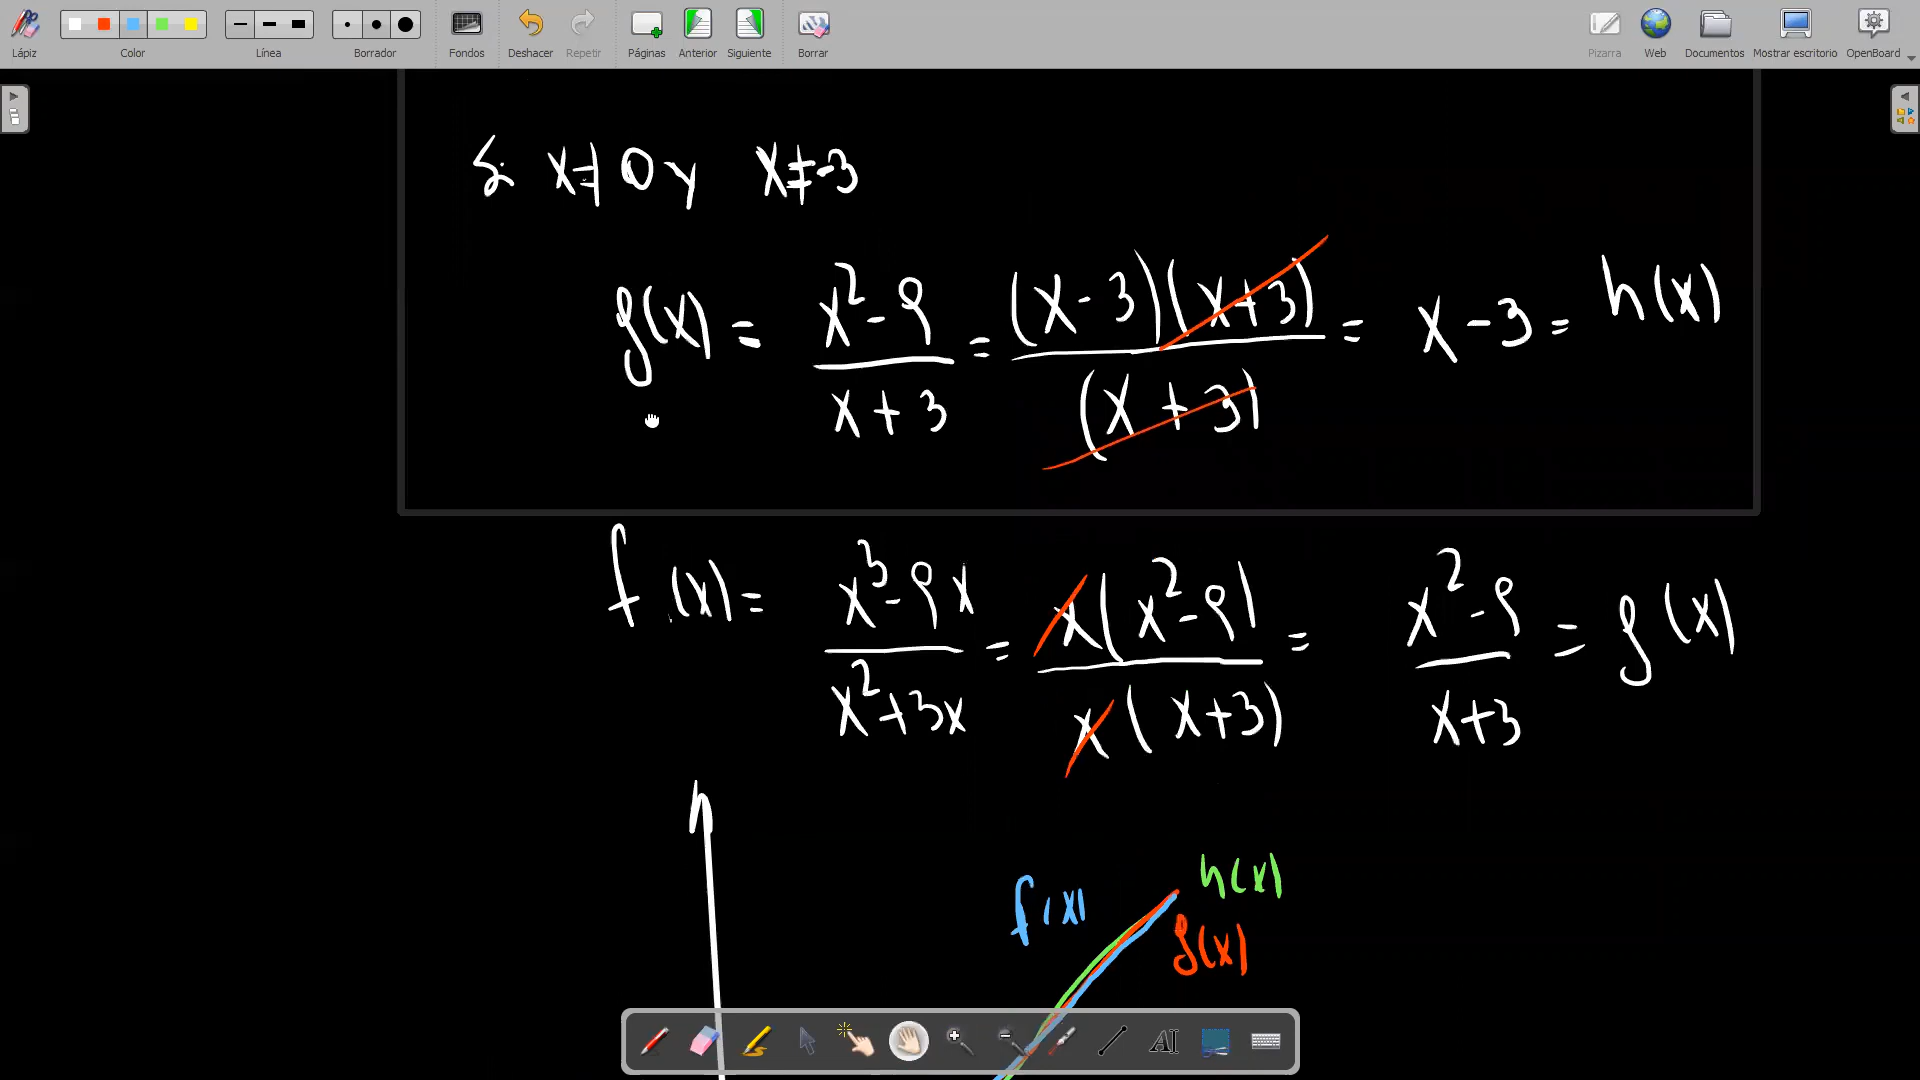 Lápiz Color Línea Borrador Fondos Deshacer Repetir Páginas Anterior Siguiente Borrar Pizarra Web Documentos Mostrar escritorio OpenBoard
Si x≠0 y x≠-3
g(x) = x²-9 / x+3 = (x-3)(x+3) / (x+3) = x-3 = h(x)
f(x) = x³-9x / x²+3x = x(x²-9) / x(x+3) = x²-9 / x+3 = g(x)
h(x)
f(x)
g(x)
AI